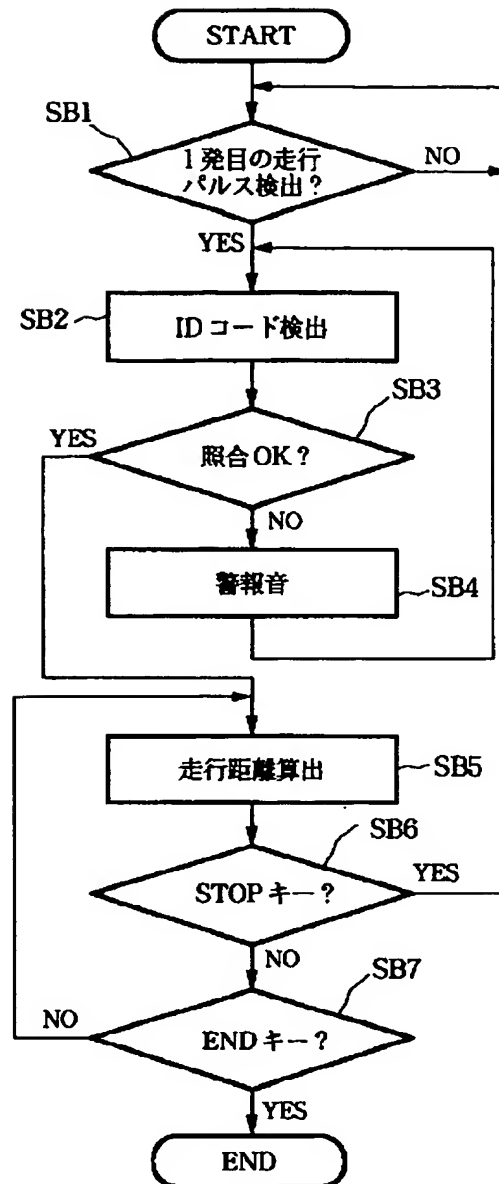 START
SB1
1発目の走行
パルス検出？
NO
YES
SB2
IDコード検出
SB3
YES
照合OK？
NO
警報音
SB4
走行距離算出
SB5
SB6
STOPキー？
YES
NO
SB7
NO
ENDキー？
YES
END